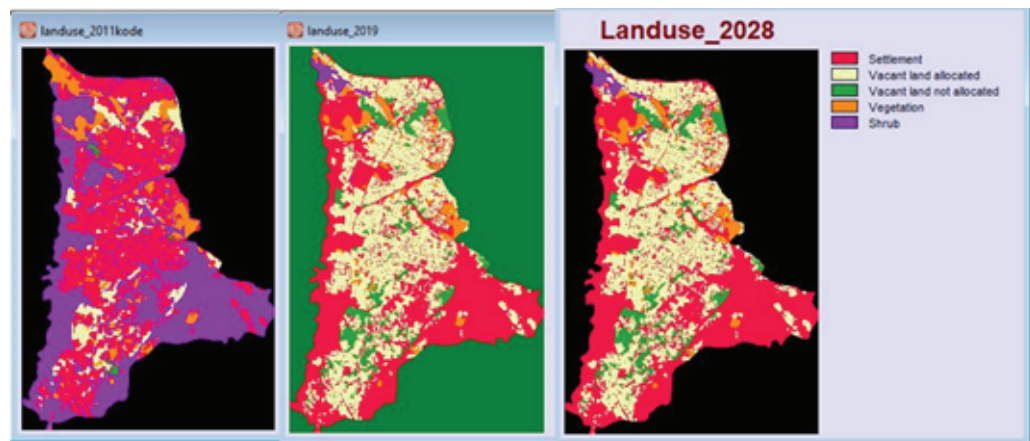 landuse_2011kode
landuse_2019
Landuse_2028
Settlement
Vacant land allocated
Vacant land not allocated
Vegetation
Shrub